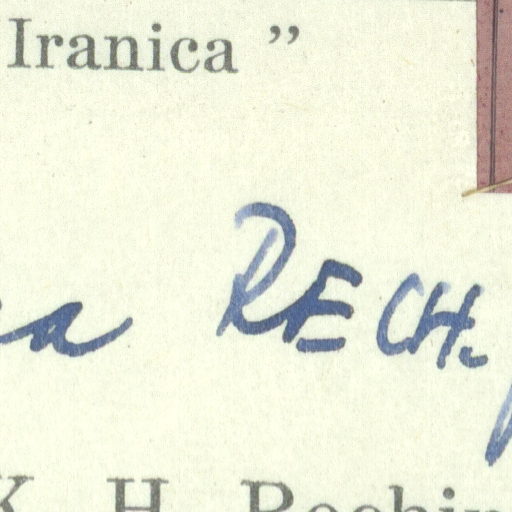 Iranica ”
RECH.
K. H. Rechin